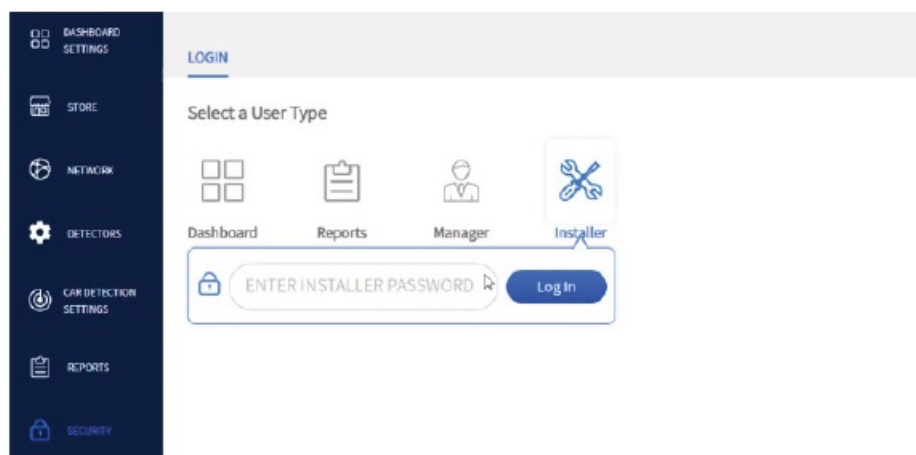 DASHBOARD
SETTINGS
STORE
NETWORK
DETECTORS
CAR DETECTION
SETTINGS
REPORTS
SECURITY
LOGIN
Select a User Type
Dashboard
Reports
Manager
Installer
ENTER INSTALLER PASSWORD
Log In